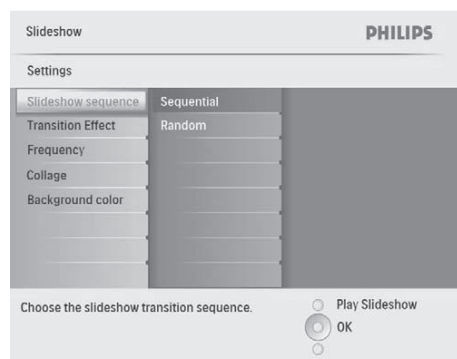 Slideshow PHILIPS
Settings
Slideshow sequence Sequential
Transition Effect Random
Frequency
Collage
Background color
Choose the slideshow transition sequence. Play Slideshow
OK